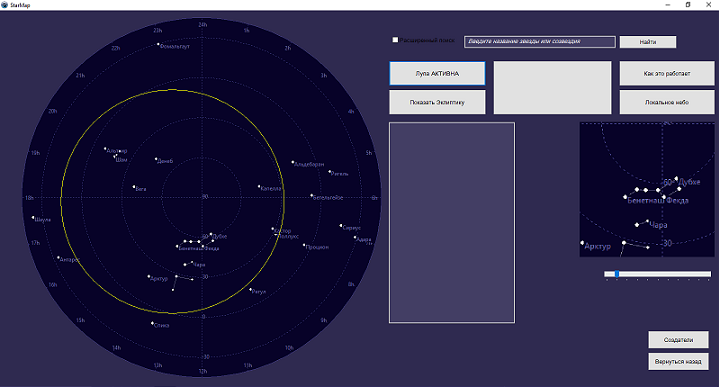 StarMap
24h
23h
1h
22h
2h
Фомальгаут
21h
3h
20h
4h
19h
5h
18h
6h
17h
16h
15h
8h
14h
10h
13h
11h
12h
Альтаир
Шам
Денеб
Альдебаран
Ригель
Вега
Капелла
Бетельгейзе
Шаула
90
Сириус
Адара
Кастор
Поллукс
Процион
60
Дубхе
Бенетнаш Фекда
Антарес
Чара
Арктур
30
Регул
0
Спика
-30
Расширенный поиск
Введите название звезды или созвездия
Найти
Лупа АКТИВНА
Как это работает
Показать Эклиптику
Локальное небо
90
60
Дубхе
Бенетнаш Фекда
Чара
30
Арктур
Создатели
Вернуться назад